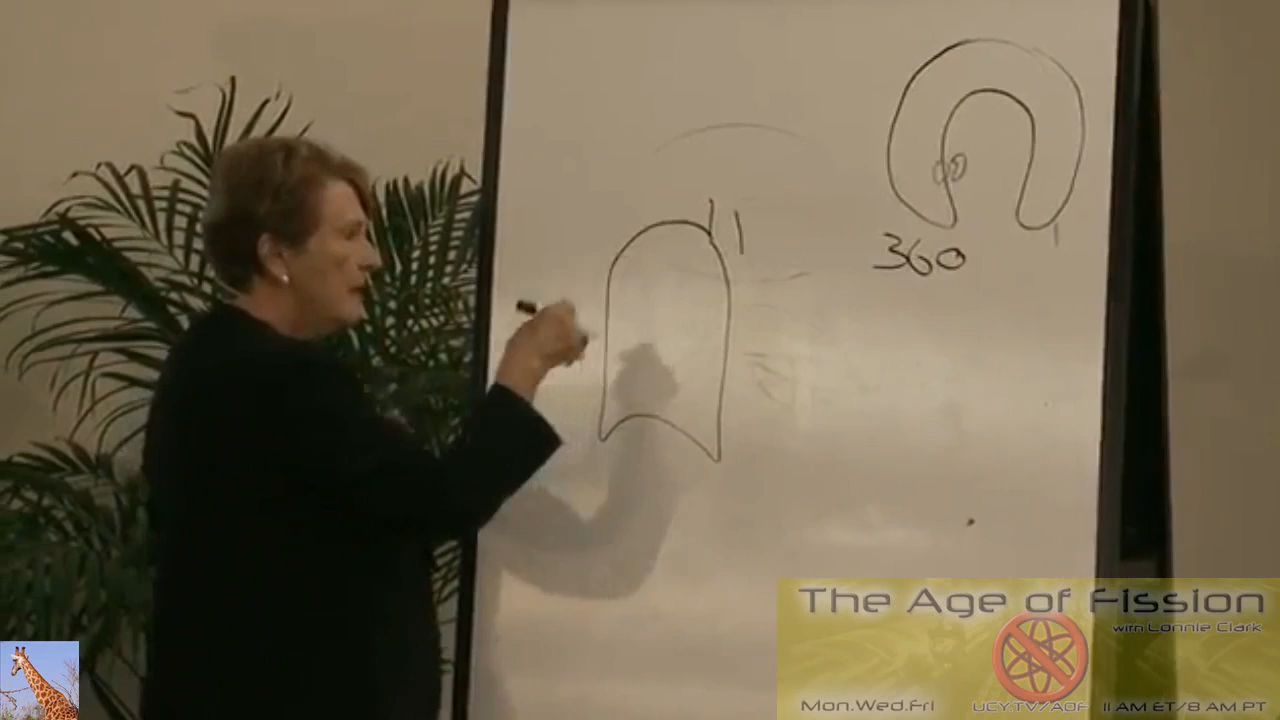 360
The Age of Fission
with Lonnie Clark
Mon.Wed.Fri UCY.TV/AOF 11 AM ET/8 AM PT